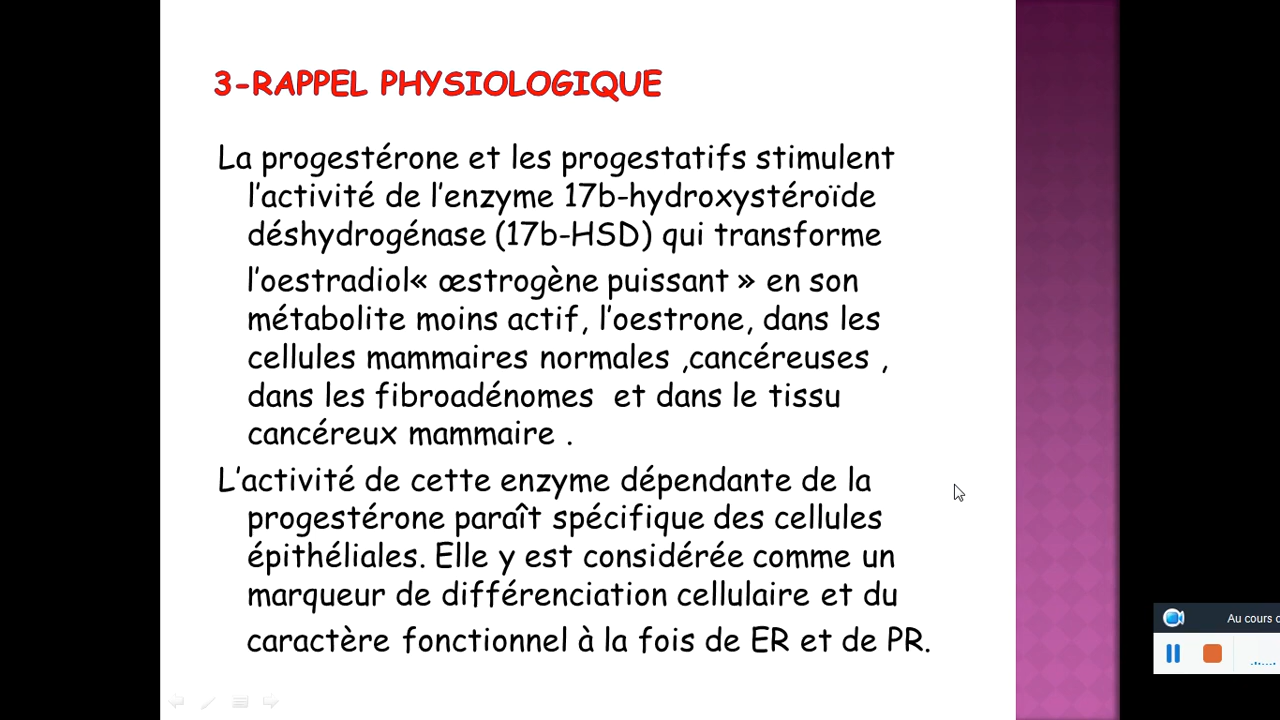 3-RAPPEL PHYSIOLOGIQUE
La progestérone et les progestatifs stimulent
l’activité de l’enzyme 17b-hydroxystéroïde
déshydrogénase (17b-HSD) qui transforme
l’oestradiol« œstrogène puissant » en son
métabolite moins actif, l’oestrone, dans les
cellules mammaires normales ,cancéreuses ,
dans les fibroadénomes  et dans le tissu
cancéreux mammaire .
L’activité de cette enzyme dépendante de la
progestérone paraît spécifique des cellules
épithéliales. Elle y est considérée comme un
marqueur de différenciation cellulaire et du
caractère fonctionnel à la fois de ER et de PR.
Au cours